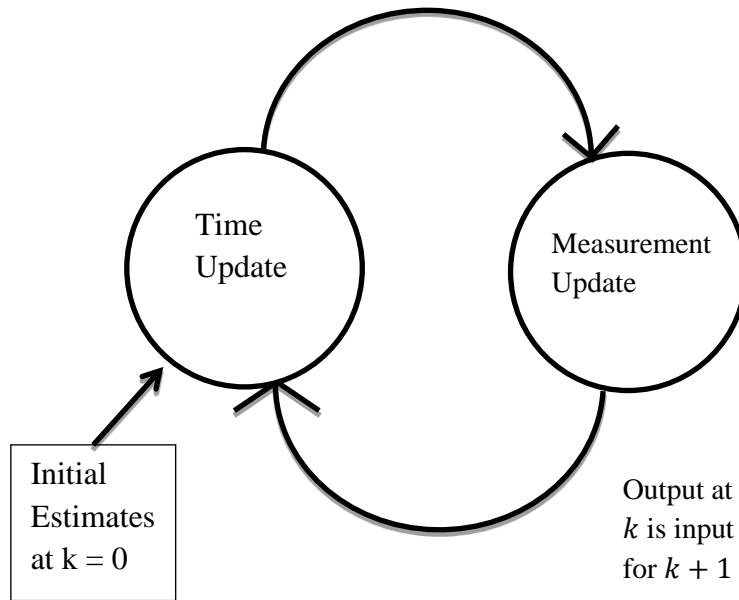 Time
Update
Measurement
Update
Initial
Estimates
at k = 0
Output at
𝑘 is input
for 𝑘 + 1